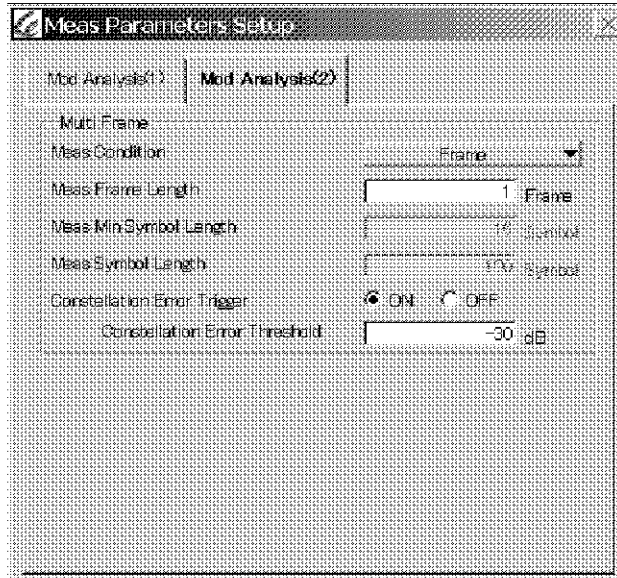 Meas Parameters Setup
Mod Analysis(1) Mod Analysis(2)
Multi Frame
Meas Condition Frame
Meas Frame Length 1 Frame
Meas Min Symbol Length 16 Symbol
Meas Symbol Length 100 Symbol
Constellation Error Trigger ON OFF
Constellation Error Threshold -30 dB